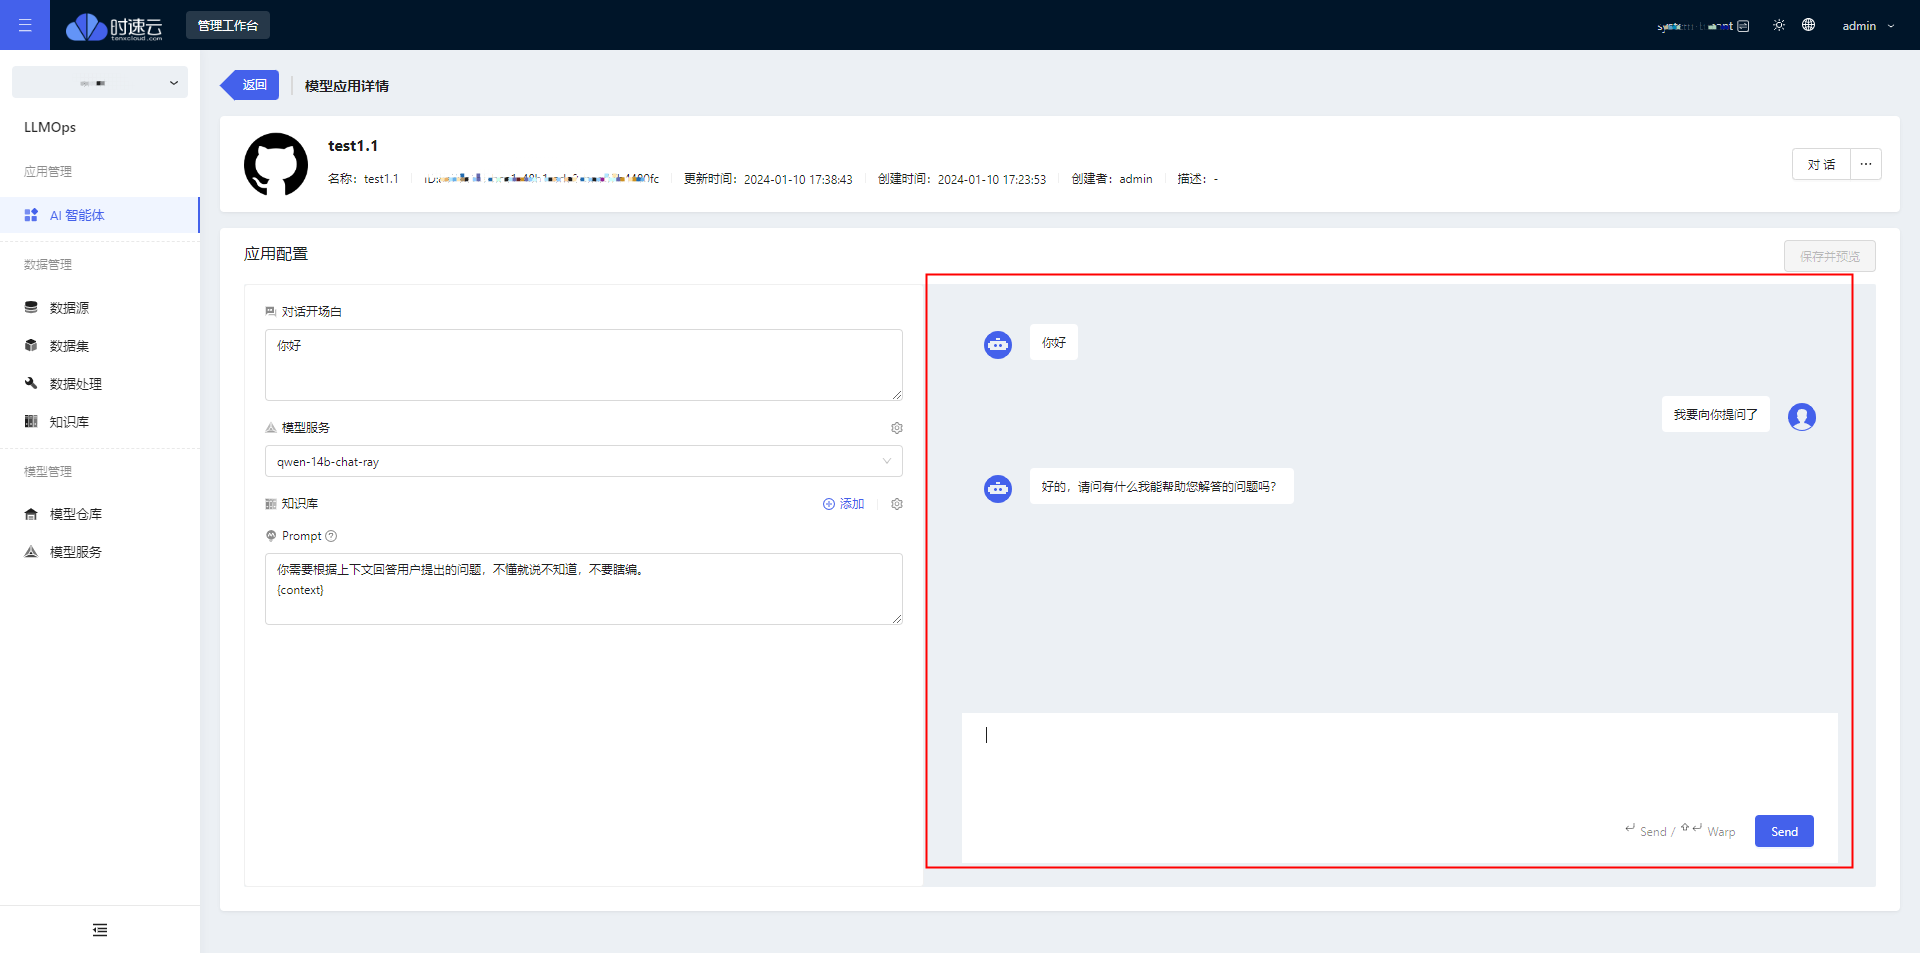 时速云
tenxcloud.com
管理工作台
admin
LLMOps
应用管理
AI 智能体
数据管理
数据源
数据集
数据处理
知识库
模型管理
模型仓库
模型服务
返回
模型应用详情
test1.1
名称：test1.1
更新时间：2024-01-10 17:38:43
创建时间：2024-01-10 17:23:53
创建者：admin
描述：-
对 话
应用配置
保存并预览
对话开场白
你好
模型服务
qwen-14b-chat-ray
知识库
添加
Prompt
你需要根据上下文回答用户提出的问题，不懂就说不知道，不要瞎编。
{context}
你好
我要向你提问了
好的，请问有什么我能帮助您解答的问题吗？
Send / Warp
Send